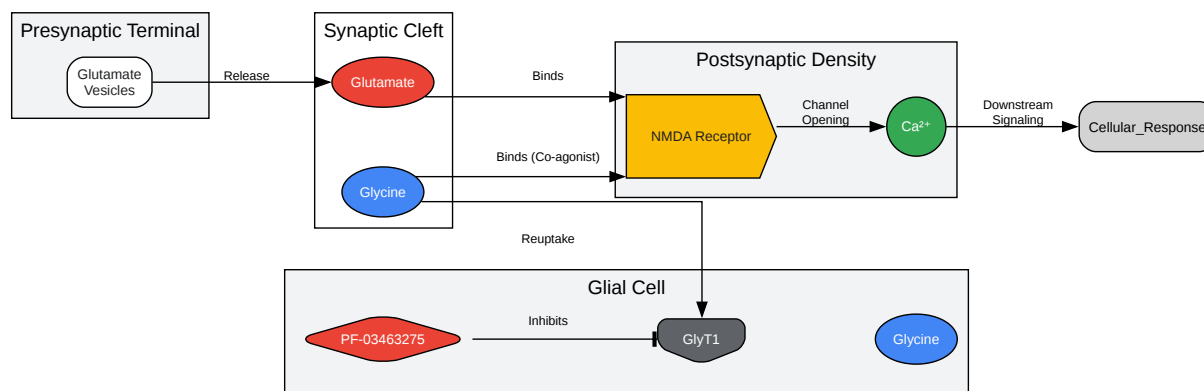 Presynaptic Terminal
Glutamate
Vesicles
Release
Synaptic Cleft
Glutamate
Glycine
Binds
Binds (Co-agonist)
Reuptake
Postsynaptic Density
NMDA Receptor
Channel
Opening
Ca²⁺
Downstream
Signaling
Cellular_Response
Glial Cell
PF-03463275
Inhibits
GlyT1
Glycine